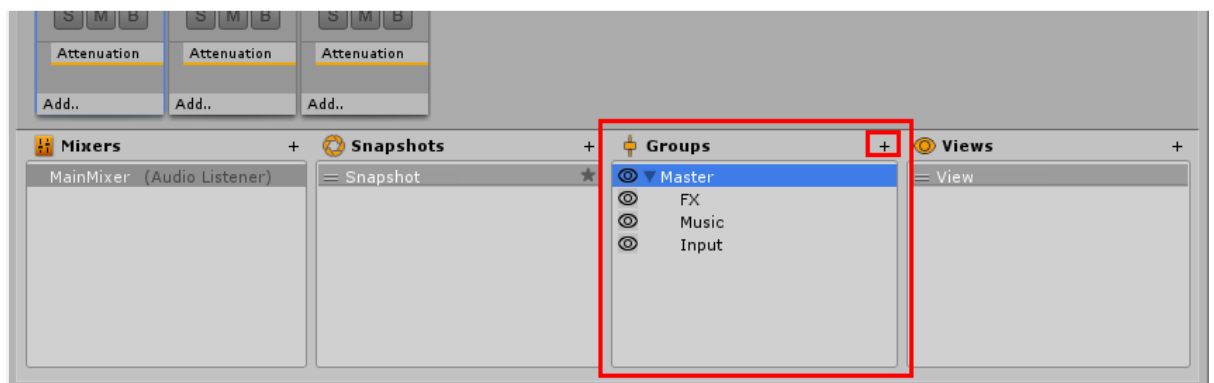 S M B S M B S M B
Attenuation Attenuation Attenuation
Add.. Add.. Add..
Mixers + Snapshots + Groups + Views +
MainMixer (Audio Listener) Snapshot Master View
FX
Music
Input